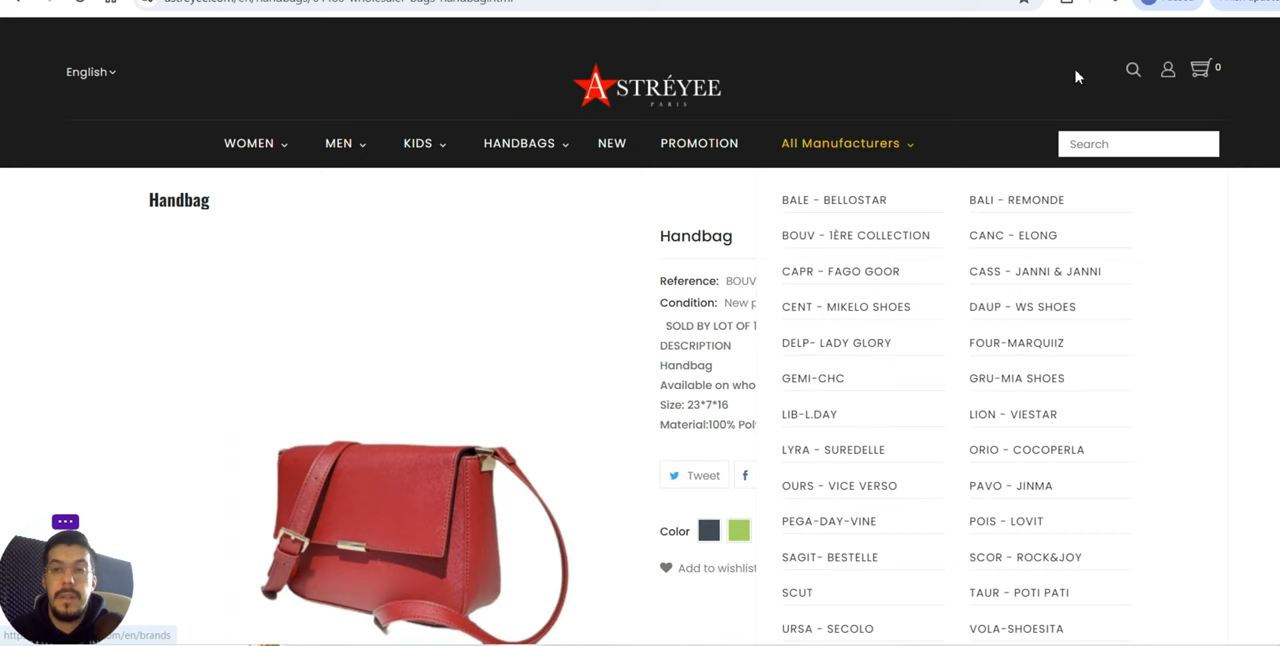 English
ASTRÉYEE
PARIS
0
WOMEN MEN KIDS HANDBAGS NEW PROMOTION All Manufacturers Search
Handbag
Handbag
Reference: BOUV
Condition: New p
SOLD BY LOT OF 1
DESCRIPTION
Handbag
Available on who
Size: 23*7*16
Material:100% Pol
Tweet
Color
Add to wishlist
BALE - BELLOSTAR BALI - REMONDE
BOUV - 1ÈRE COLLECTION CANC - ELONG
CAPR - FAGO GOOR CASS - JANNI & JANNI
CENT - MIKELO SHOES DAUP - WS SHOES
DELP- LADY GLORY FOUR-MARQUIIZ
GEMI-CHC GRU-MIA SHOES
LIB-L.DAY LION - VIESTAR
LYRA - SUREDELLE ORIO - COCOPERLA
OURS - VICE VERSO PAVO - JINMA
PEGA-DAY-VINE POIS - LOVIT
SAGIT- BESTELLE SCOR - ROCK&JOY
SCUT TAUR - POTI PATI
URSA - SECOLO VOLA-SHOESITA
com/en/brands